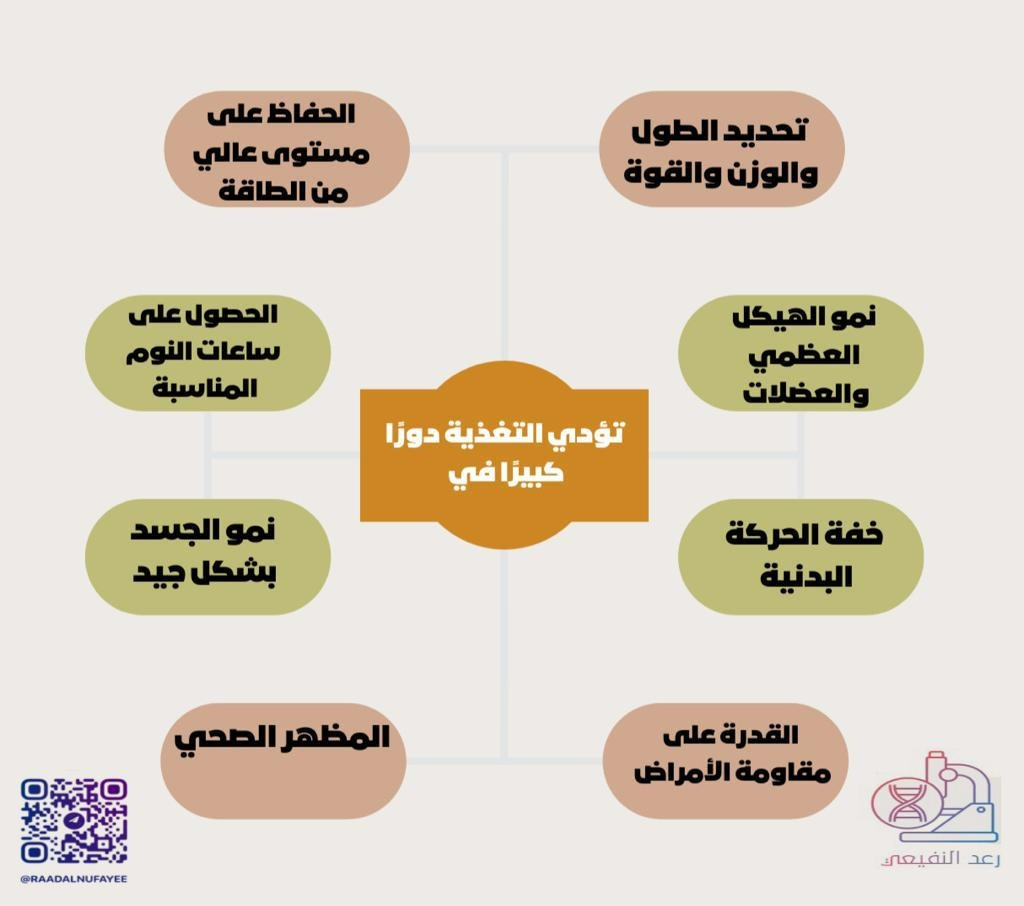 تحديد الطول
والوزن والقوة
الحفاظ على
مستوى عالي
من الطاقة
نمو الهيكل
العظمي
والعضلات
الحصول على
ساعات النوم
المناسبة
تؤدي التغذية دورًا
كبيرًا في
خفة الحركة
البدنية
نمو الجسد
بشكل جيد
القدرة على
مقاومة الأمراض
المظهر الصحي
رعد النفيعي
@RAADALNUFAYEE